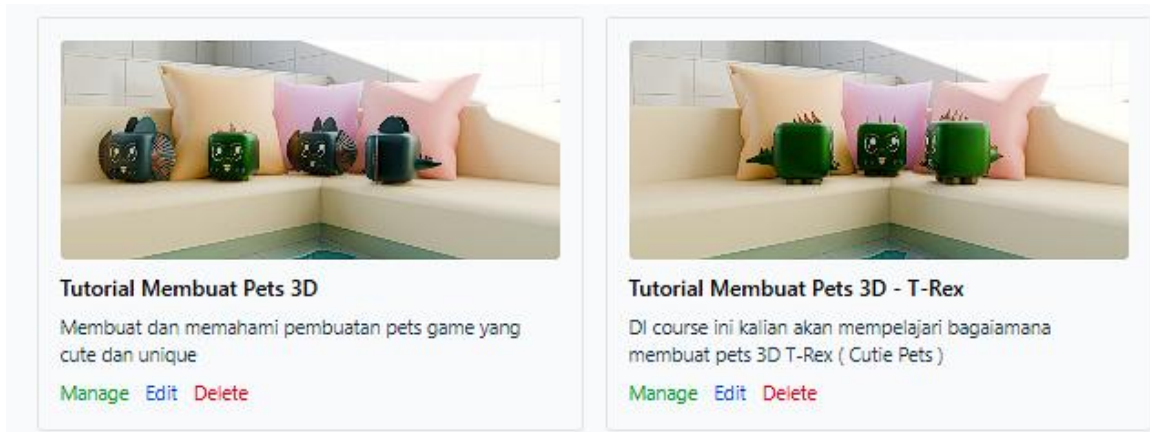 Tutorial Membuat Pets 3D
Membuat dan memahami pembuatan pets game yang
cute dan unique
Manage Edit Delete
Tutorial Membuat Pets 3D - T-Rex
DI course ini kalian akan mempelajari bagaiamana
membuat pets 3D T-Rex ( Cutie Pets )
Manage Edit Delete